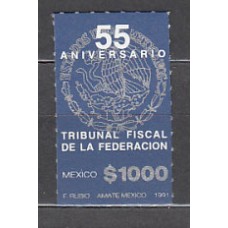 55
ANIVERSARIO
TRIBUNAL FISCAL
DE LA FEDERACION
MEXICO $1000
F. RUBIO AMATE MEXICO 1991